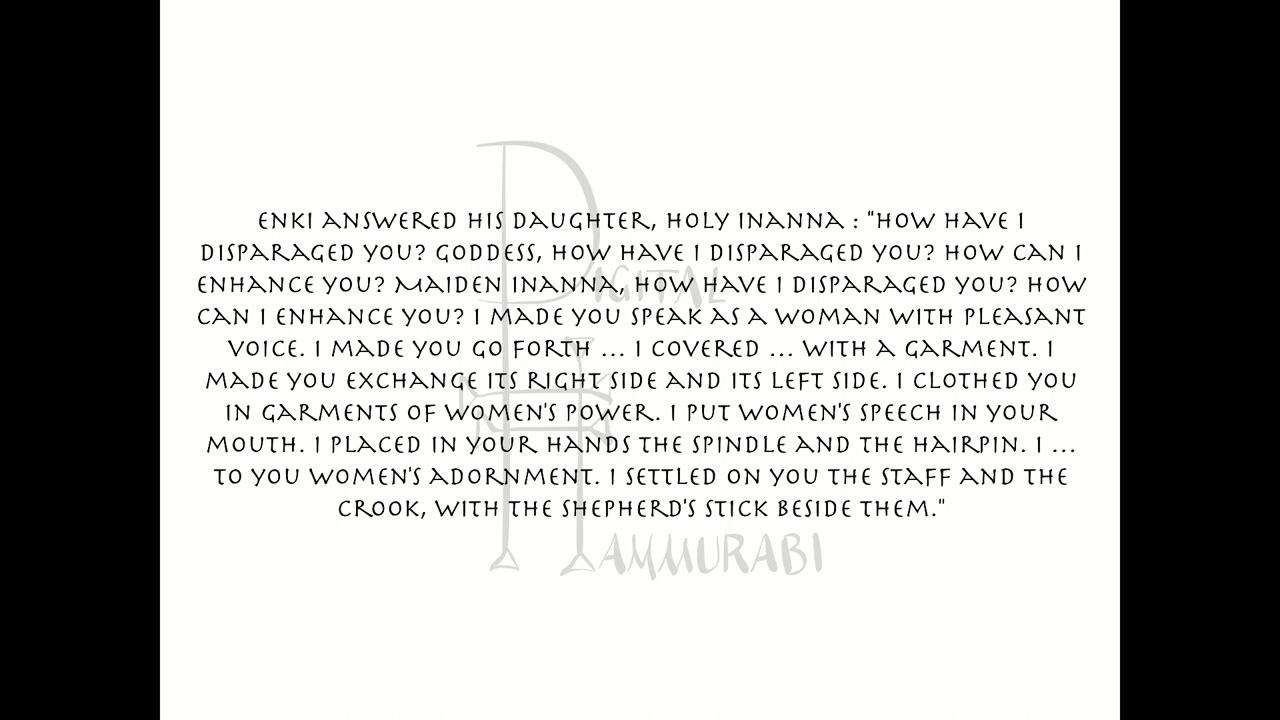 Enki answered his daughter, holy Inanna : "How have I
disparaged you? Goddess, how have I disparaged you? How can I
enhance you? Maiden Inanna, how have I disparaged you? How
can I enhance you? I made you speak as a woman with pleasant
voice. I made you go forth ... I covered ... with a garment. I
made you exchange its right side and its left side. I clothed you
in garments of women's power. I put women's speech in your
mouth. I placed in your hands the spindle and the hairpin. I ...
to you women's adornment. I settled on you the staff and the
crook, with the shepherd's stick beside them."
Digital
Hammurabi